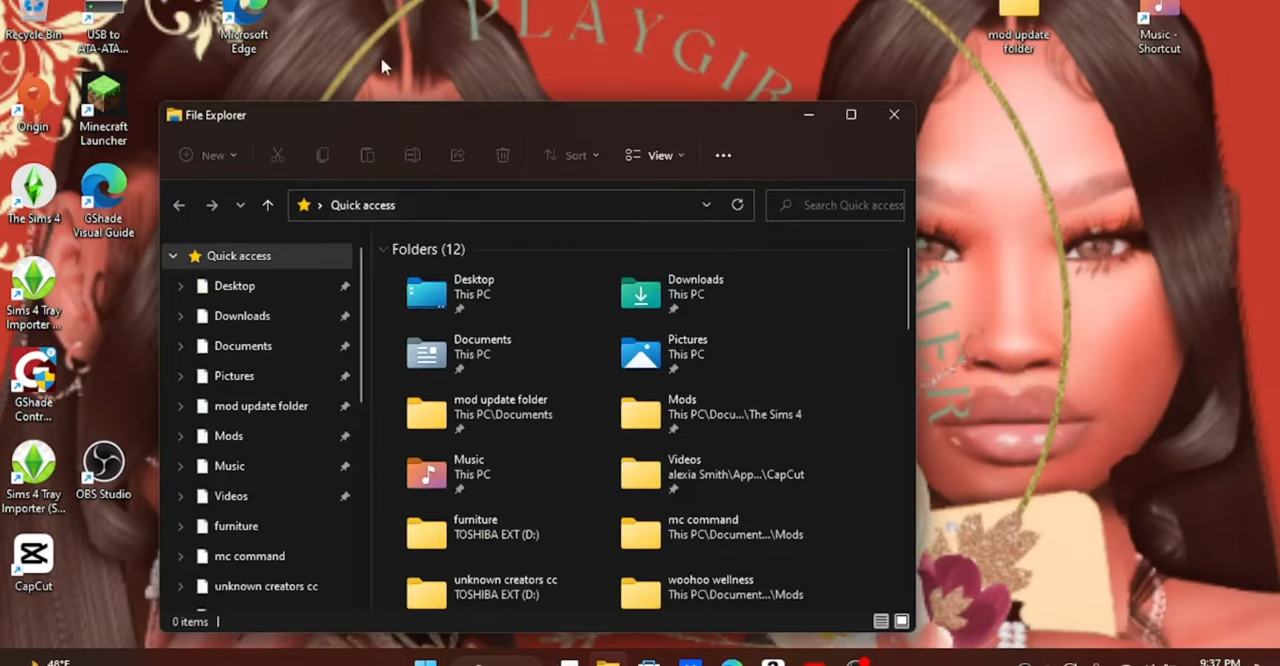 PLAYGIR
Recycle Bin
USB to
ATA-ATA...
Microsoft
Edge
mod update
folder
Music -
Shortcut
Origin
Minecraft
Launcher
The Sims 4
GShade
Visual Guide
Sims 4 Tray
Importer ...
GShade
Contr...
Sims 4 Tray
Importer (S...
OBS Studio
CapCut
File Explorer
New
Sort
View
Quick access
Search Quick access
Quick access
Desktop
Downloads
Documents
Pictures
mod update folder
Mods
Music
Videos
furniture
mc command
unknown creators cc
Folders (12)
Desktop
This PC
Downloads
This PC
Documents
This PC
Pictures
This PC
mod update folder
This PC\Documents
Mods
This PC\Docu...\The Sims 4
Music
This PC
Videos
alexia Smith\App...\CapCut
furniture
TOSHIBA EXT (D:)
mc command
This PC\Document...\Mods
unknown creators cc
TOSHIBA EXT (D:)
woohoo wellness
This PC\Document...\Mods
0 items
48°F
9:37 PM